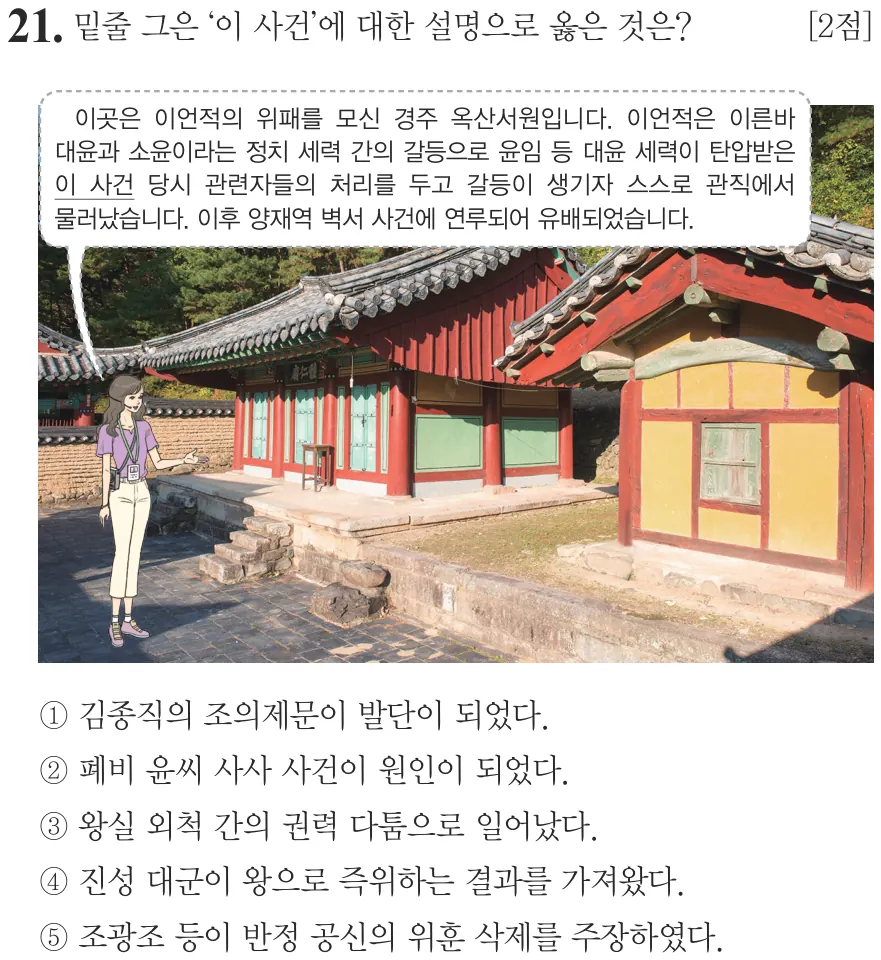 21. 밑줄 그은 ‘이 사건’에 대한 설명으로 옳은 것은? [2점]
이곳은 이언적의 위패를 모신 경주 옥산서원입니다. 이언적은 이른바
대윤과 소윤이라는 정치 세력 간의 갈등으로 윤임 등 대윤 세력이 탄압받은
이 사건 당시 관련자들의 처리를 두고 갈등이 생기자 스스로 관직에서
물러났습니다. 이후 양재역 벽서 사건에 연루되어 유배되었습니다.
① 김종직의 조의제문이 발단이 되었다.
② 폐비 윤씨 사사 사건이 원인이 되었다.
③ 왕실 외척 간의 권력 다툼으로 일어났다.
④ 진성 대군이 왕으로 즉위하는 결과를 가져왔다.
⑤ 조광조 등이 반정 공신의 위훈 삭제를 주장하였다.